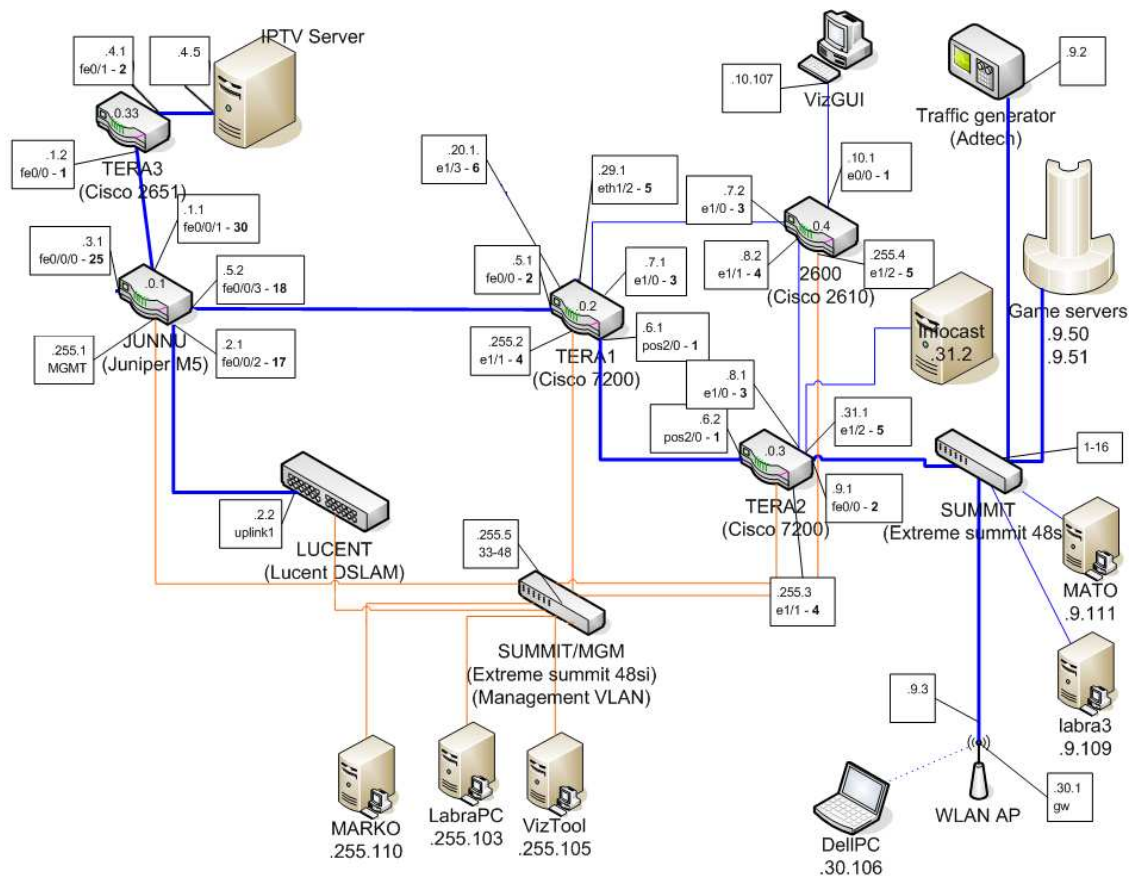 IPTV Server
.4.1
fe0/1 - 2
.4.5
0.33
.1.2
fe0/0 - 1
TERA3
(Cisco 2651)
.1.1
fe0/0/1 - 30
.3.1
fe0/0/0 - 25
.0.1
.5.2
fe0/0/3 - 18
JUNNU
(Juniper M5)
.255.1
MGMT
.2.1
fe0/0/2 - 17
.20.1.
e1/3 - 6
.29.1
eth1/2 - 5
.5.1
fe0/0 - 2
.7.1
e1/0 - 3
.0.2
.255.2
e1/1 - 4
TERA1
(Cisco 7200)
.6.1
pos2/0 - 1
.10.107
VizGUI
.10.1
e0/0 - 1
.7.2
e1/0 - 3
0.4
.8.2
e1/1 - 4
.255.4
e1/2 - 5
2600
(Cisco 2610)
.9.2
Traffic generator
(Adtech)
Game servers
.9.50
.9.51
Infocast
.31.2
.8.1
e1/0 - 3
.6.2
pos2/0 - 1
.31.1
e1/2 - 5
.0.3
.9.1
fe0/0 - 2
TERA2
(Cisco 7200)
.255.3
e1/1 - 4
1-16
SUMMIT
(Extreme summit 48si)
.2.2
uplink1
LUCENT
(Lucent DSLAM)
.255.5
33-48
SUMMIT/MGM
(Extreme summit 48si)
(Management VLAN)
MATO
.9.111
labra3
.9.109
.9.3
.30.1
gw
WLAN AP
DellPC
.30.106
MARKO
.255.110
LabraPC
.255.103
VizTool
.255.105